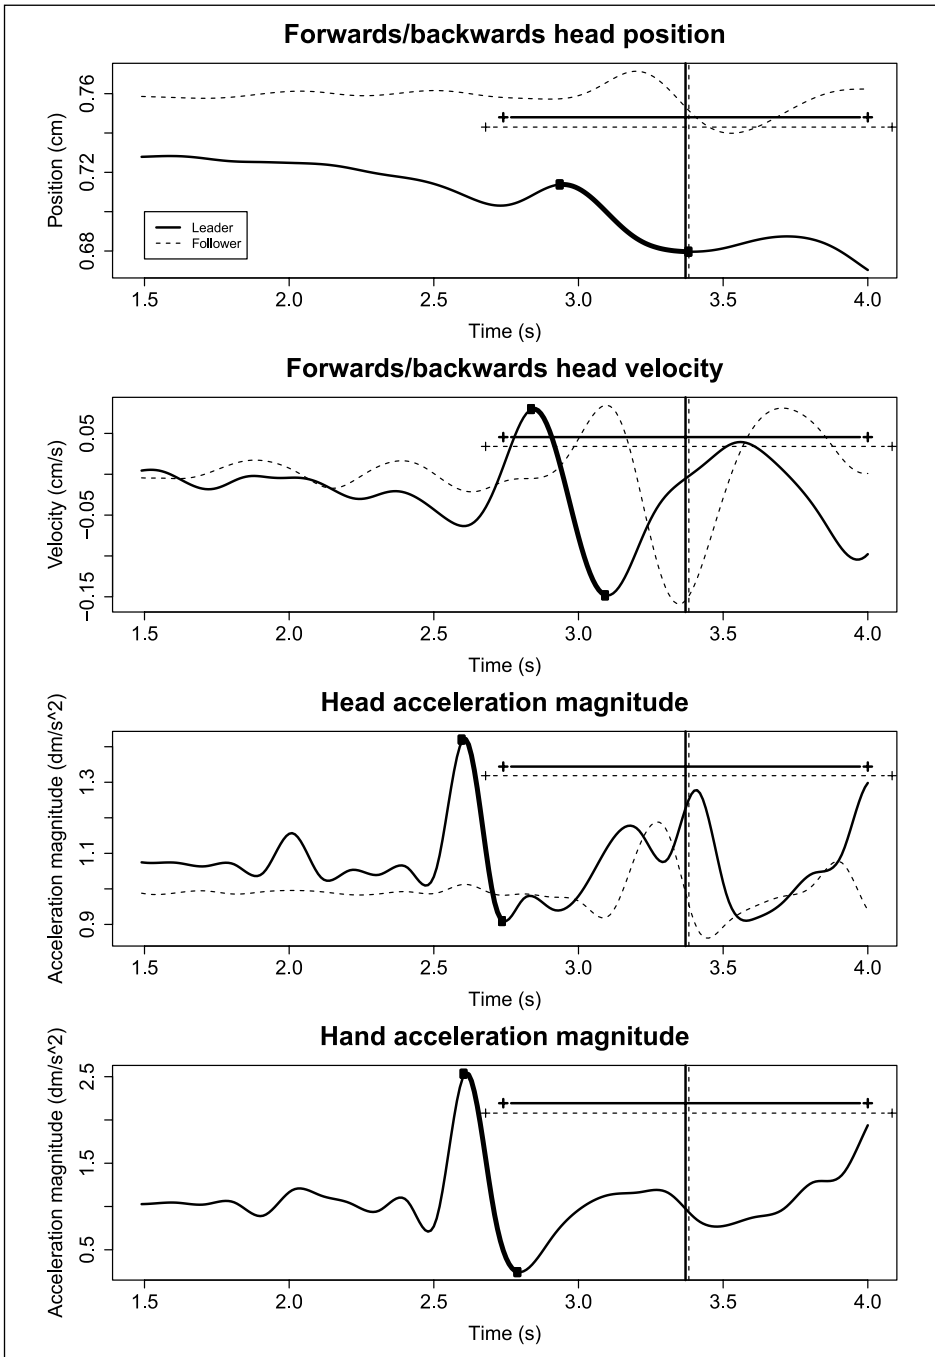 Forwards/backwards head position
Position (cm)
0.76
0.72
0.68
Leader
Follower
1.5 2.0 2.5 3.0 3.5 4.0
Time (s)
Forwards/backwards head velocity
Velocity (cm/s)
0.05
−0.05
−0.15
1.5 2.0 2.5 3.0 3.5 4.0
Time (s)
Head acceleration magnitude
Acceleration magnitude (dm/s^2)
1.3
1.1
0.9
1.5 2.0 2.5 3.0 3.5 4.0
Time (s)
Hand acceleration magnitude
Acceleration magnitude (dm/s^2)
2.5
1.5
0.5
1.5 2.0 2.5 3.0 3.5 4.0
Time (s)